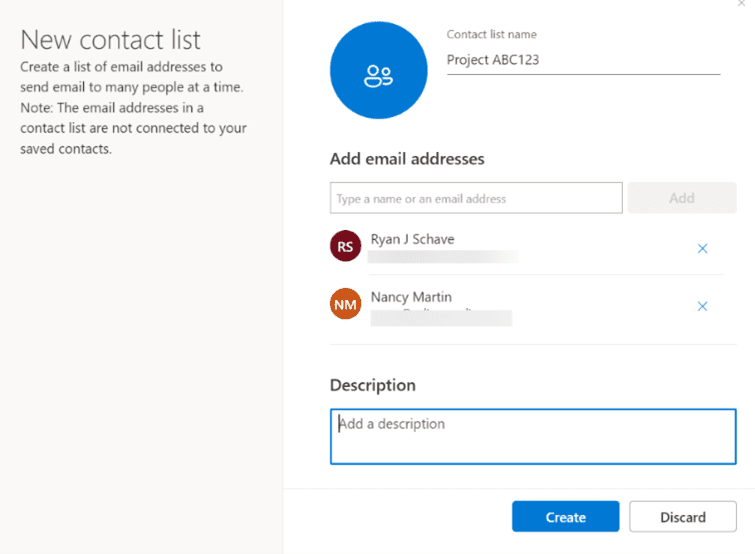 New contact list
Create a list of email addresses to
send email to many people at a time.
Note: The email addresses in a
contact list are not connected to your
saved contacts.
Contact list name
Project ABC123
Add email addresses
Type a name or an email address
Add
RS
Ryan J Schave
NM
Nancy Martin
Description
Add a description
Create
Discard